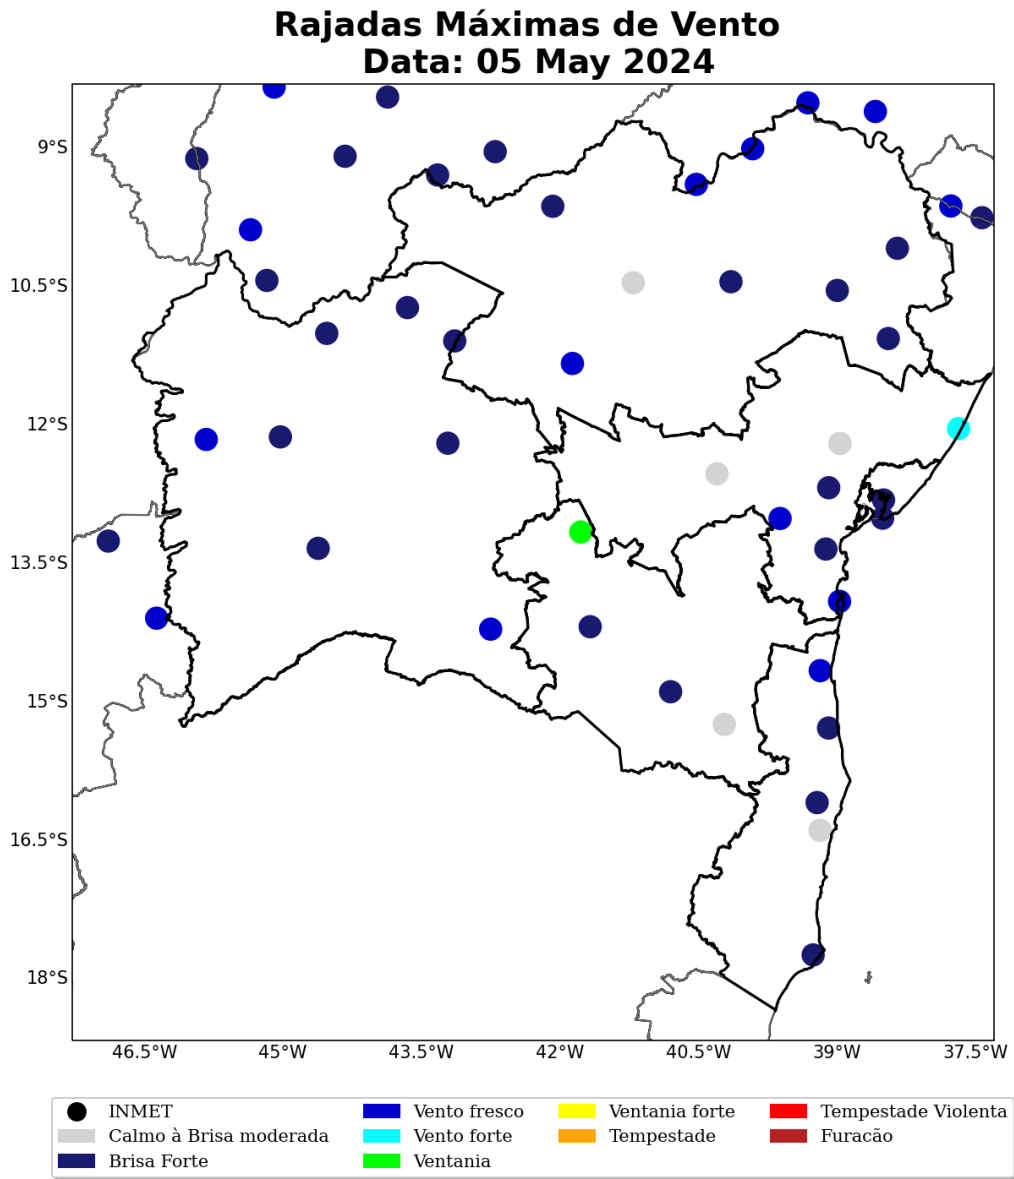 Rajadas Máximas de Vento
Data: 05 May 2024
9°S
10.5°S
12°S
13.5°S
15°S
16.5°S
18°S
46.5°W 45°W 43.5°W 42°W 40.5°W 39°W 37.5°W
INMET
Calmo à Brisa moderada
Brisa Forte
Vento fresco
Vento forte
Ventania
Ventania forte
Tempestade
Tempestade Violenta
Furacão